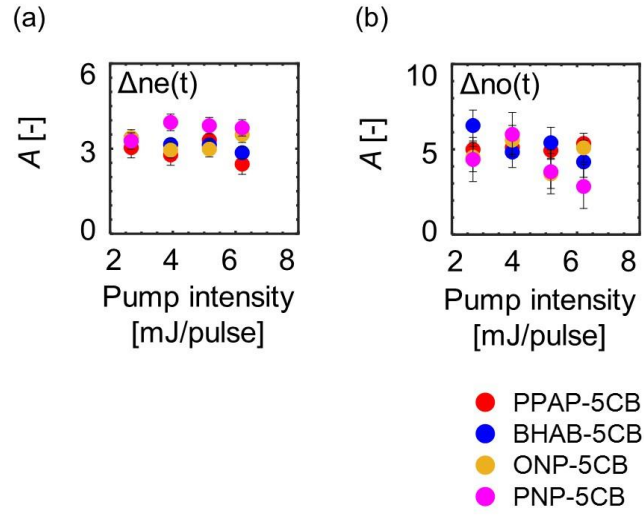 (a)
6
3
0
A [-]
Δne(t)
2 4 6 8
Pump intensity
[mJ/pulse]
(b)
10
5
0
A [-]
Δno(t)
2 4 6 8
Pump intensity
[mJ/pulse]
PPAP-5CB
BHAB-5CB
ONP-5CB
PNP-5CB